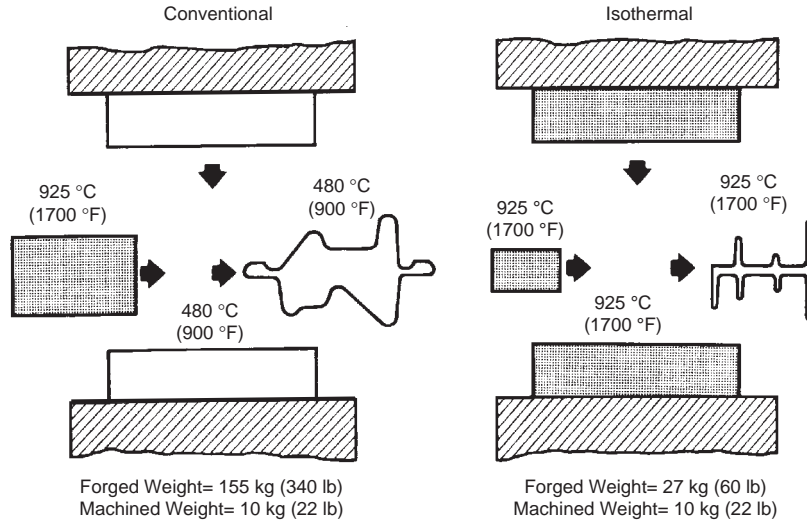 Conventional
925 °C
(1700 °F)
480 °C
(900 °F)
480 °C
(900 °F)
Forged Weight= 155 kg (340 lb)
Machined Weight= 10 kg (22 lb)
Isothermal
925 °C
(1700 °F)
925 °C
(1700 °F)
925 °C
(1700 °F)
Forged Weight= 27 kg (60 lb)
Machined Weight= 10 kg (22 lb)